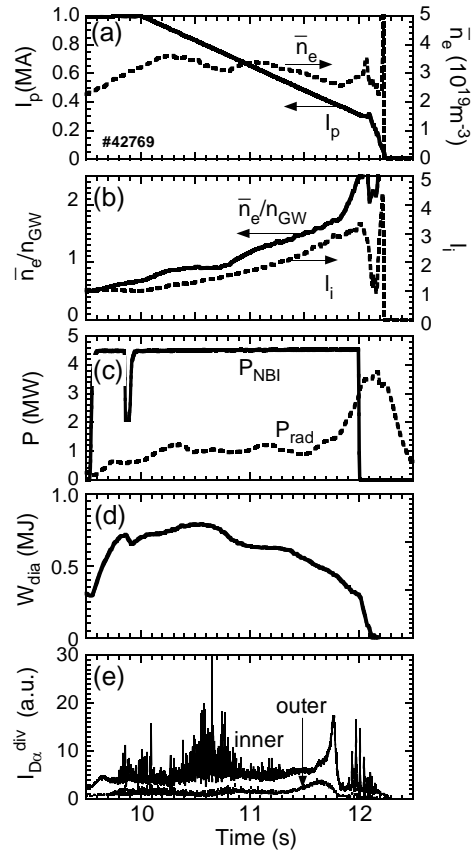 (a)
1.0
0.8
0.6
0.4
0.2
0
I_p(MA)
n̄_e
I_p
#42769
5
4
3
2
1
0
n̄_e (10^19m^-3)
(b)
2
1
n̄_e/n_GW
n̄_e/n_GW
l_i
5
4
3
2
1
0
l_i
(c)
5
4
3
2
1
0
P (MW)
P_NBI
P_rad
(d)
1.0
0.5
0
W_dia (MJ)
(e)
30
20
10
0
I_Dα^div (a.u.)
inner
outer
10
11
12
Time (s)